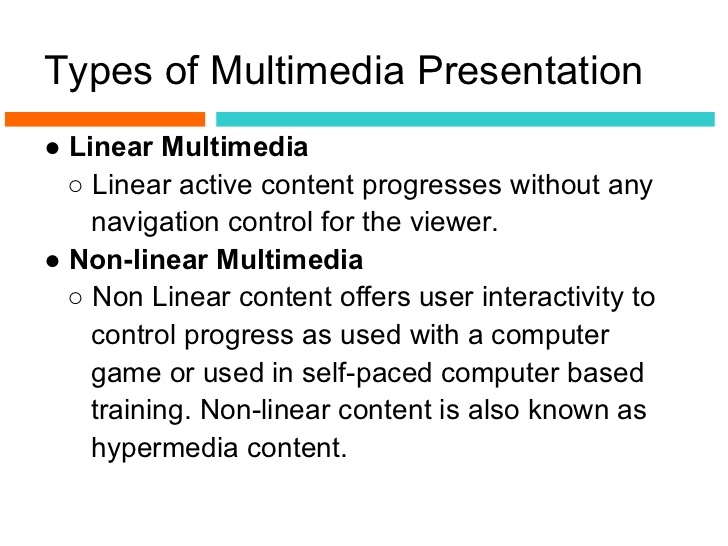 Types of Multimedia Presentation
● Linear Multimedia
○ Linear active content progresses without any
navigation control for the viewer.
● Non-linear Multimedia
○ Non Linear content offers user interactivity to
control progress as used with a computer
game or used in self-paced computer based
training. Non-linear content is also known as
hypermedia content.